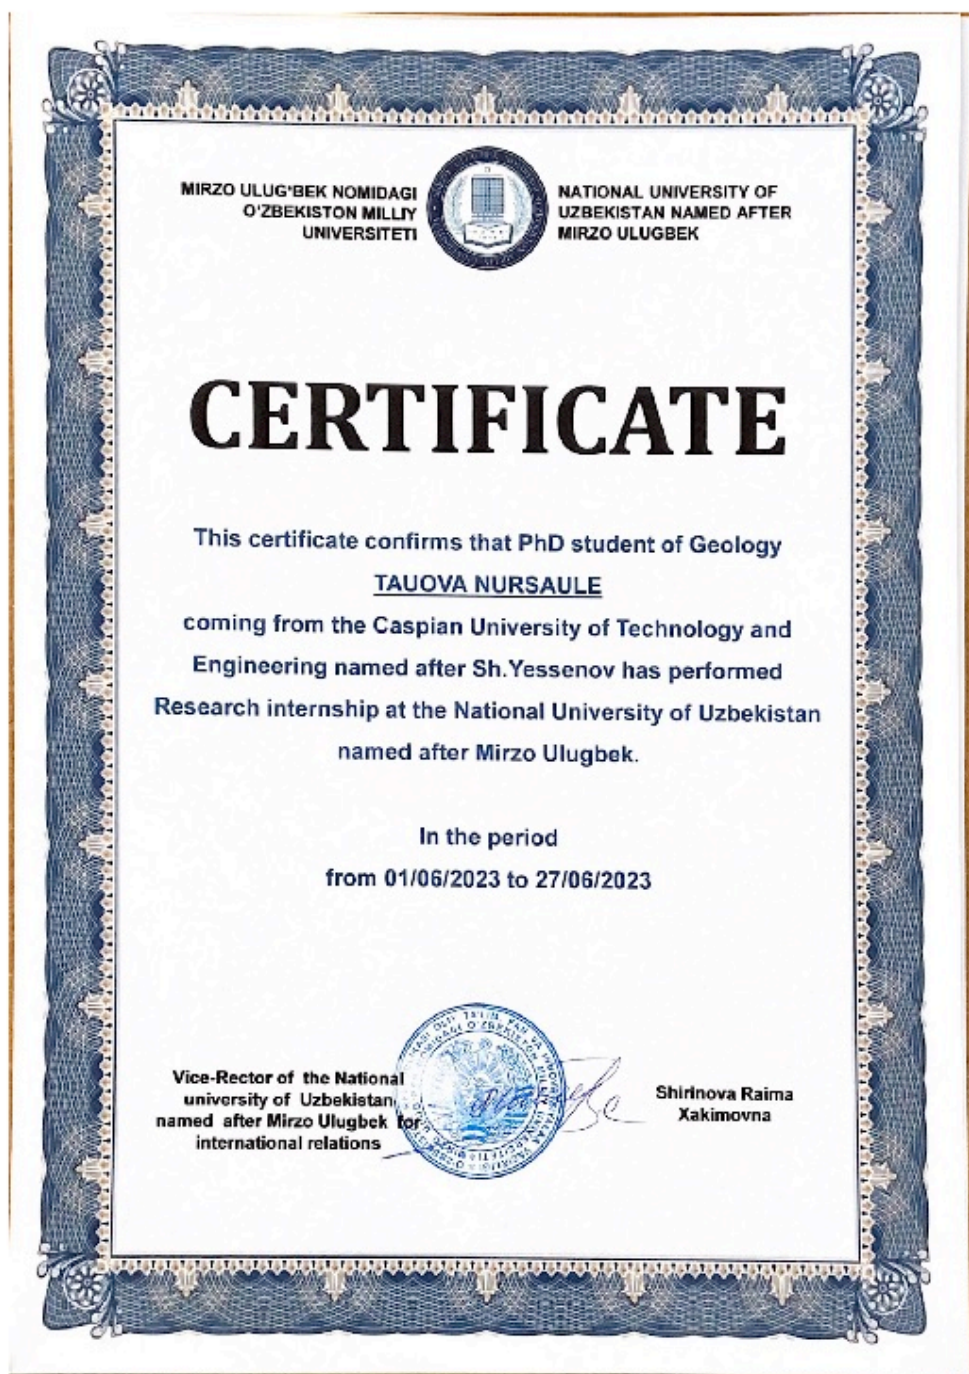 MIRZO ULUG'BEK NOMIDAGI
O'ZBEKISTON MILLIY
UNIVERSITETI
NATIONAL UNIVERSITY OF
UZBEKISTAN NAMED AFTER
MIRZO ULUGBEK
CERTIFICATE
This certificate confirms that PhD student of Geology
TAUOVA NURSAULE
coming from the Caspian University of Technology and
Engineering named after Sh.Yessenov has performed
Research internship at the National University of Uzbekistan
named after Mirzo Ulugbek.
In the period
from 01/06/2023 to 27/06/2023
Vice-Rector of the National
university of Uzbekistan
named after Mirzo Ulugbek for
international relations
Shirinova Raima
Xakimovna